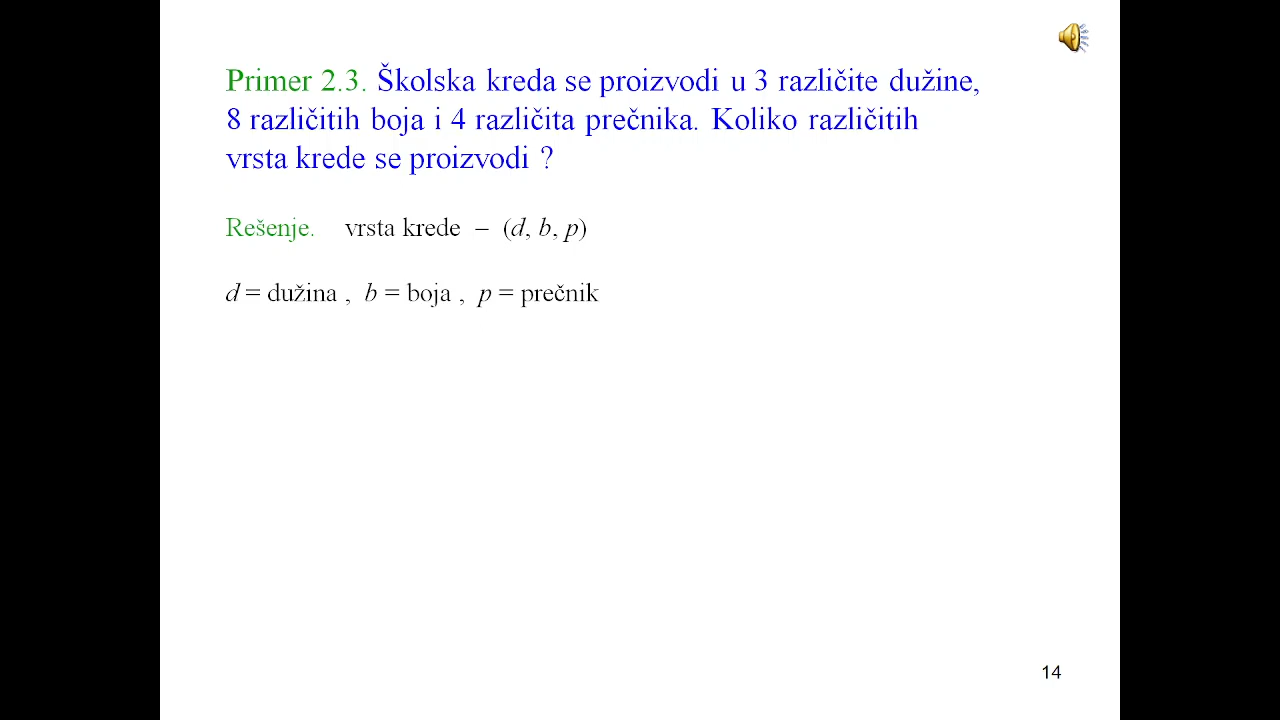 Primer 2.3. Školska kreda se proizvodi u 3 različite dužine,
8 različitih boja i 4 različita prečnika. Koliko različitih
vrsta krede se proizvodi ?
Rešenje. vrsta krede – (d, b, p)
d = dužina , b = boja , p = prečnik
14